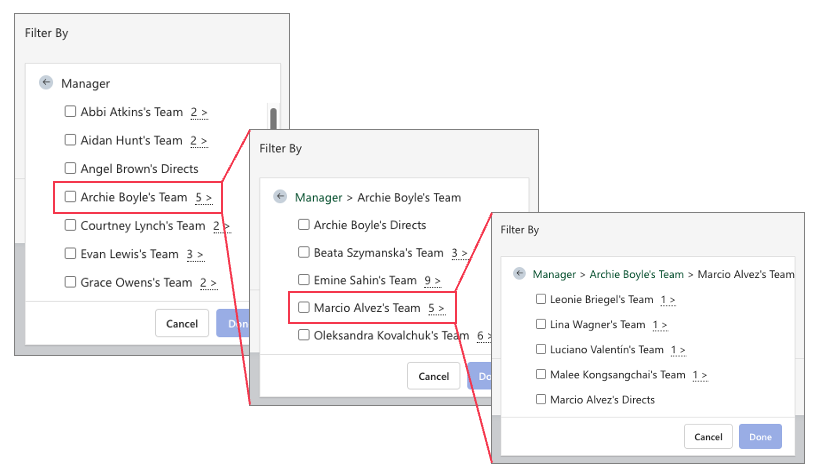 Filter By
Manager
Abbi Atkins's Team 2 >
Aidan Hunt's Team 2 >
Angel Brown's Directs
Archie Boyle's Team 5 >
Courtney Lynch's Team 2 >
Evan Lewis's Team 3 >
Grace Owens's Team 2 >
Cancel Don
Filter By
Manager > Archie Boyle's Team
Archie Boyle's Directs
Beata Szymanska's Team 3 >
Emine Sahin's Team 9 >
Marcio Alvez's Team 5 >
Oleksandra Kovalchuk's Team 6 >
Cancel Do
Filter By
Manager > Archie Boyle's Team > Marcio Alvez's Team
Leonie Briegel's Team 1 >
Lina Wagner's Team 1 >
Luciano Valentín's Team 1 >
Malee Kongsangchai's Team 1 >
Marcio Alvez's Directs
Cancel Done